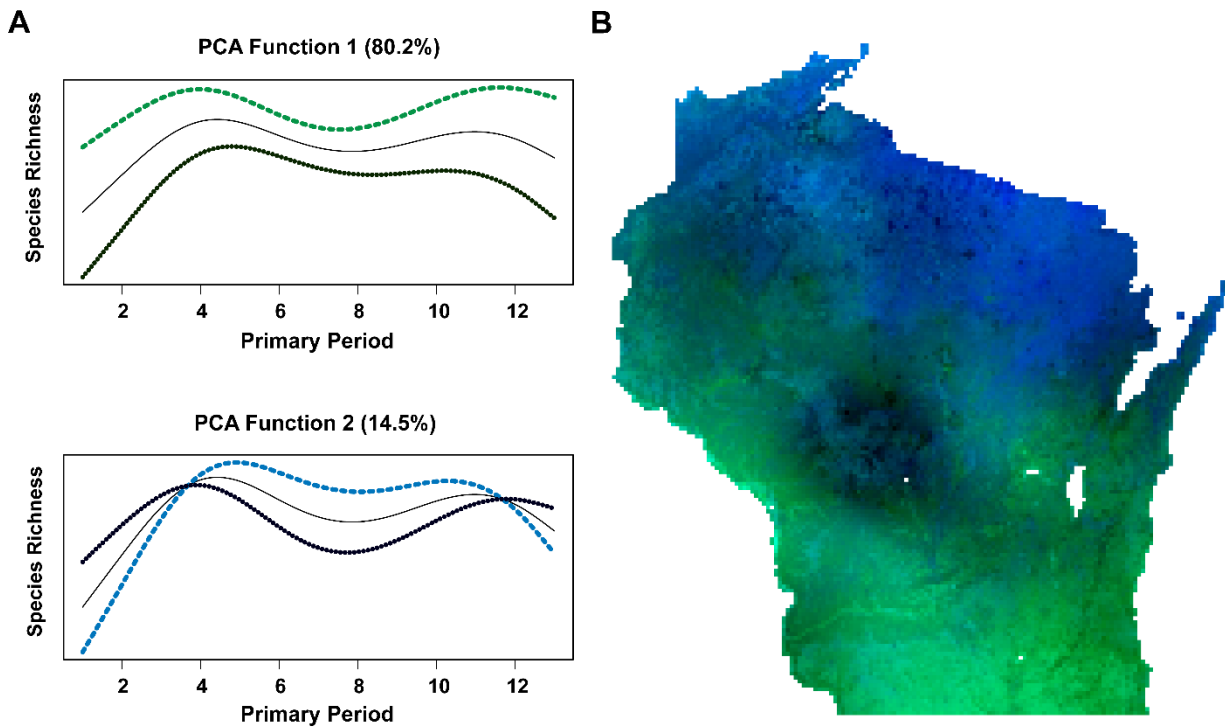 A
B
PCA Function 1 (80.2%)
Species Richness
2 4 6 8 10 12
Primary Period
PCA Function 2 (14.5%)
Species Richness
2 4 6 8 10 12
Primary Period